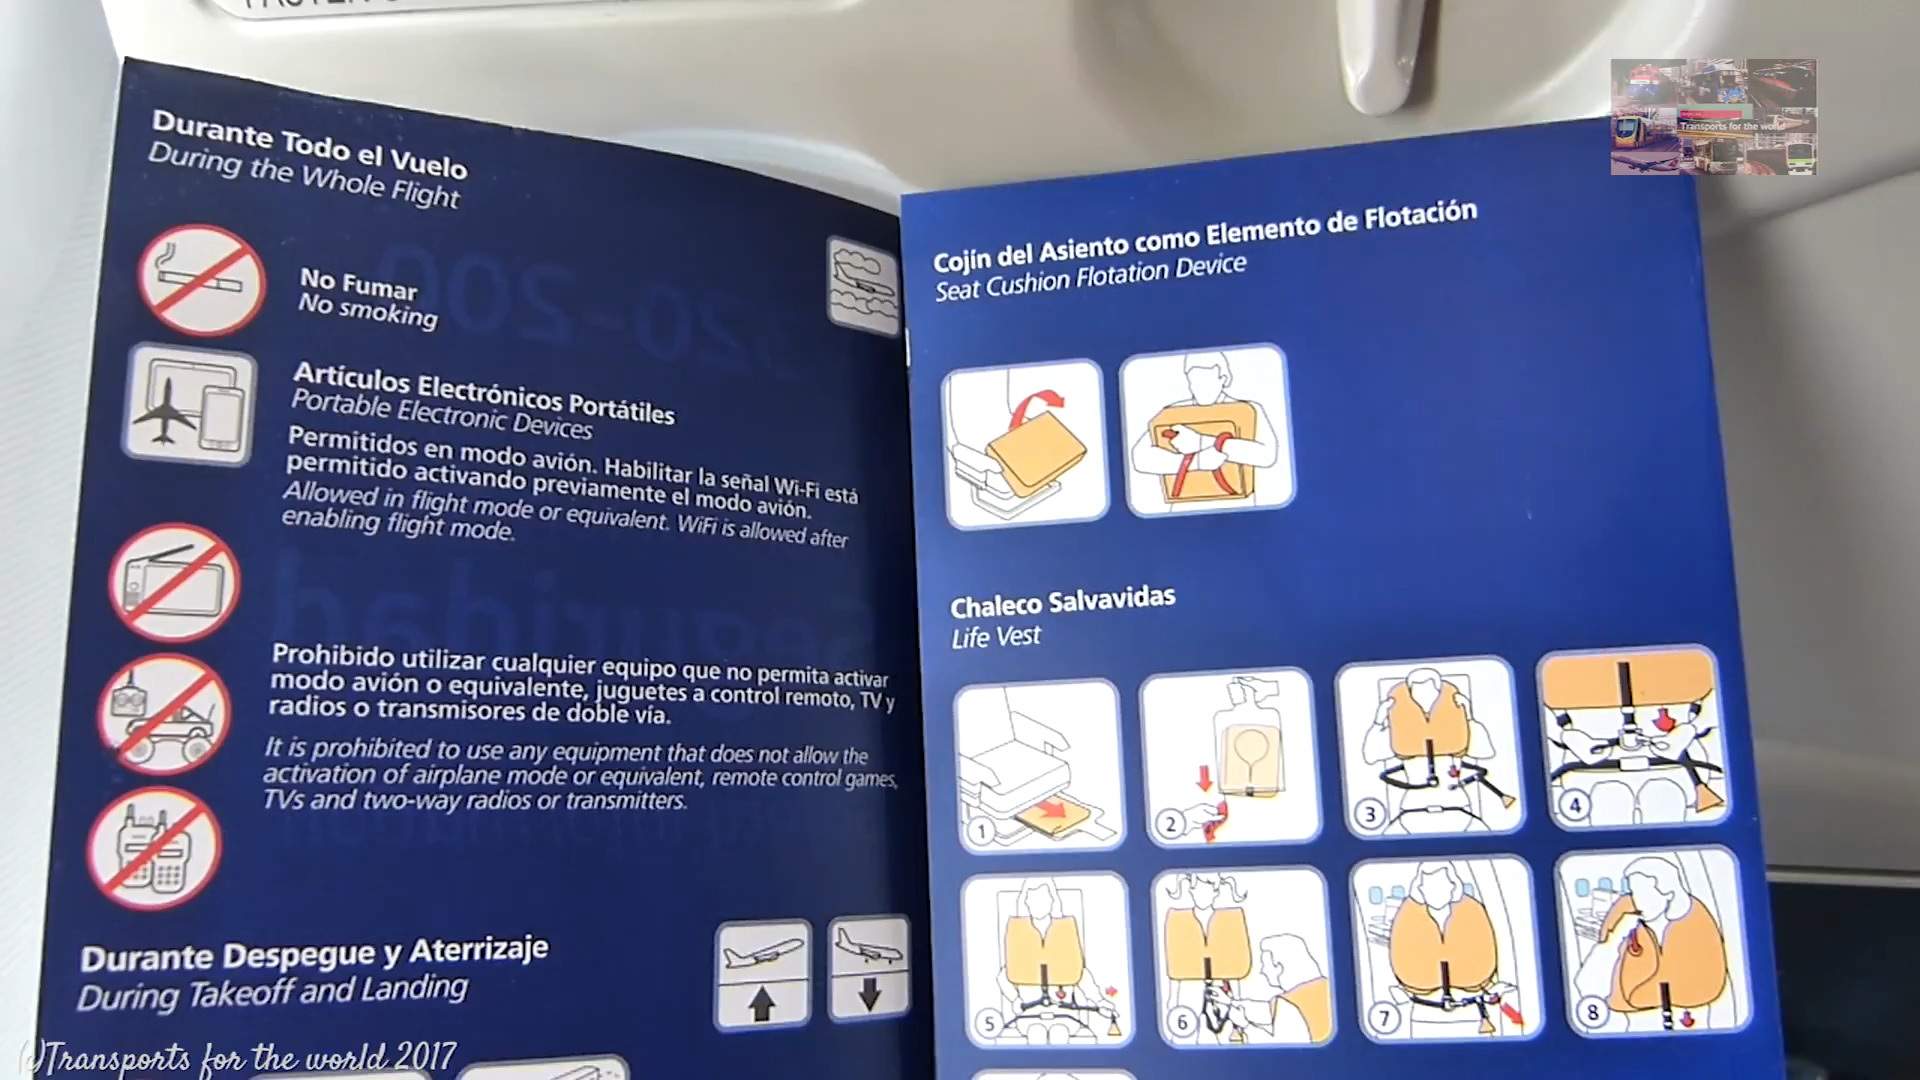 Durante Todo el Vuelo
During the Whole Flight
No Fumar
No smoking
Artículos Electrónicos Portátiles
Portable Electronic Devices
Permitidos en modo avión. Habilitar la señal Wi-Fi está
permitido activando previamente el modo avión.
Allowed in flight mode or equivalent. WiFi is allowed after
enabling flight mode.
Prohibido utilizar cualquier equipo que no permita activar
modo avión o equivalente, juguetes a control remoto, TV y
radios o transmisores de doble vía.
It is prohibited to use any equipment that does not allow the
activation of airplane mode or equivalent, remote control games,
TVs and two-way radios or transmitters.
Durante Despegue y Aterrizaje
During Takeoff and Landing
Cojín del Asiento como Elemento de Flotación
Seat Cushion Flotation Device
Chaleco Salvavidas
Life Vest
1
2
3
4
5
6
7
8
Transports for the world
(c)Transports for the world 2017